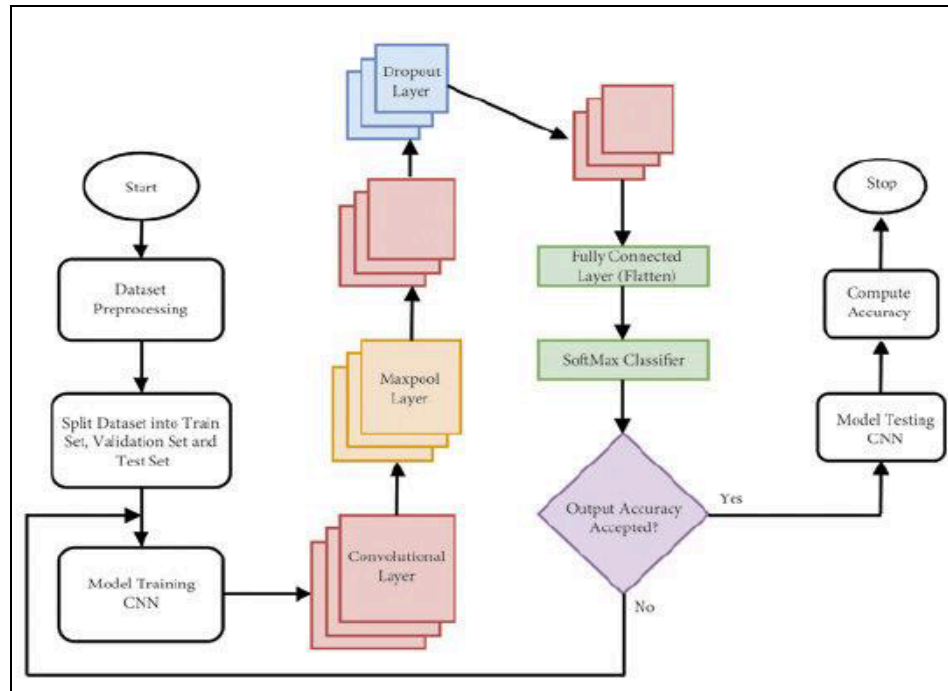 Start
Dataset
Preprocessing
Split Dataset into Train
Set, Validation Set and
Test Set
Model Training
CNN
Convolutional
Layer
Maxpool
Layer
Dropout
Layer
Fully Connected
Layer (Flatten)
SoftMax Classifier
Output Accuracy
Accepted?
Yes
No
Model Testing
CNN
Compute
Accuracy
Stop